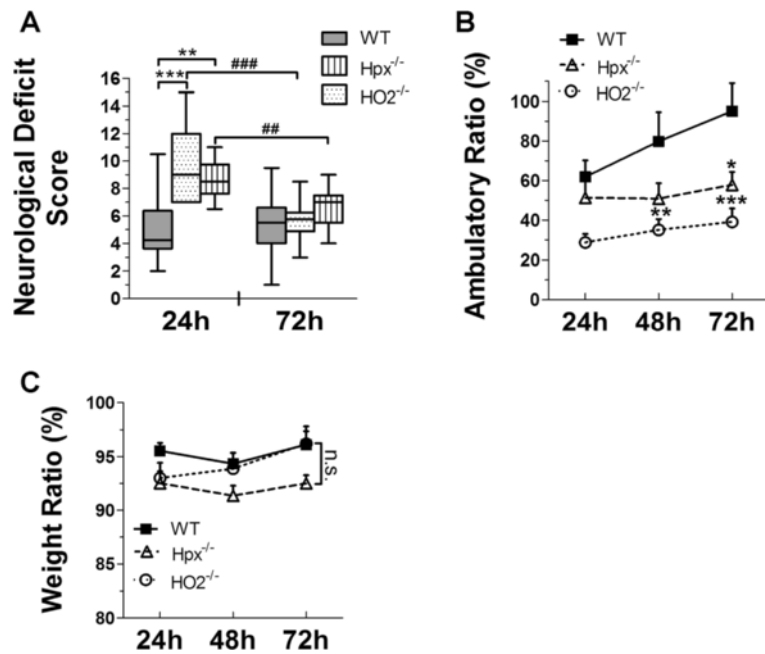 A
Neurological Deficit
Score
16
14
12
10
8
6
4
2
0
**
***
###
##
24h
72h
WT
Hpx-/-
HO2-/-
B
WT
Hpx-/-
HO2-/-
Ambulatory Ratio (%)
100
80
60
40
20
0
*
**
***
24h
48h
72h
C
Weight Ratio (%)
100
95
90
85
80
n.s.
WT
Hpx-/-
HO2-/-
24h
48h
72h